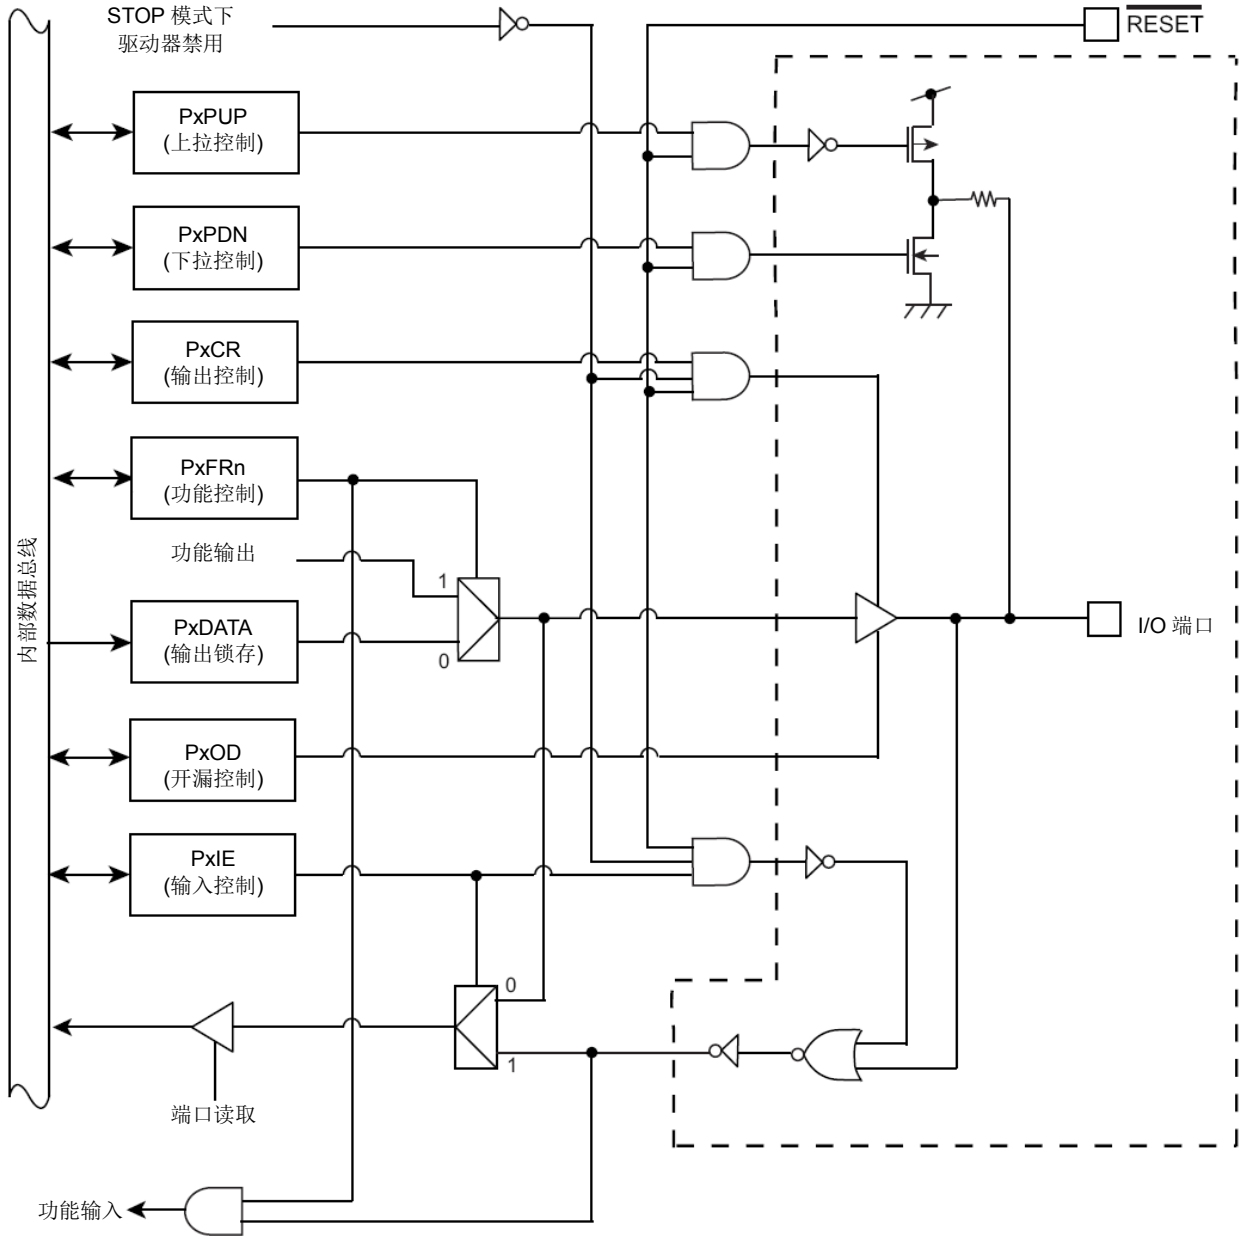 STOP 模式下
驱动器禁用
RESET
PxPUP
(上拉控制)
PxPDN
(下拉控制)
PxCR
(输出控制)
PxFRn
(功能控制)
内部数据总线
功能输出
1
PxDATA
(输出锁存)
0
I/O 端口
PxOD
(开漏控制)
PxIE
(输入控制)
0
1
端口读取
功能输入